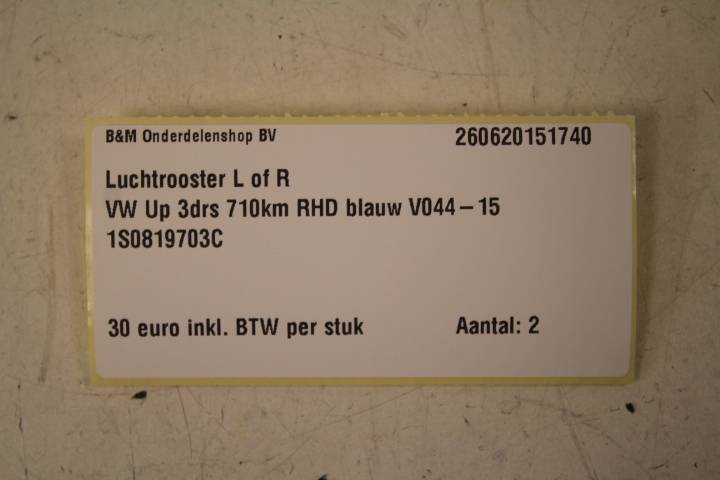 B&M Onderdelenshop BV 260620151740
Luchtrooster L of R
VW Up 3drs 710km RHD blauw V044-15
1S0819703C
30 euro inkl. BTW per stuk Aantal: 2